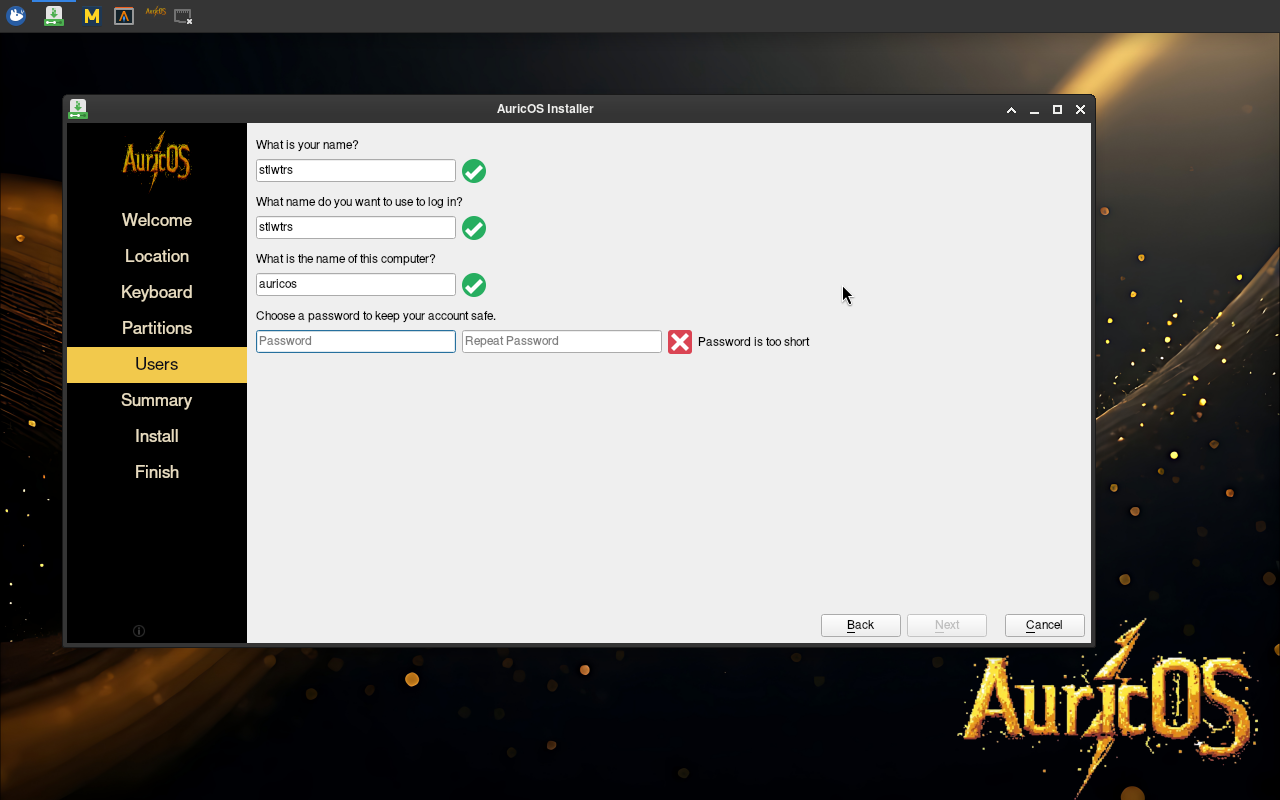 AuricOS
AuricOS Installer
AuricOS
Welcome
Location
Keyboard
Partitions
Users
Summary
Install
Finish
What is your name?
stlwtrs
What name do you want to use to log in?
stlwtrs
What is the name of this computer?
auricos
Choose a password to keep your account safe.
Password Repeat Password Password is too short
Back Next Cancel
AuricOS